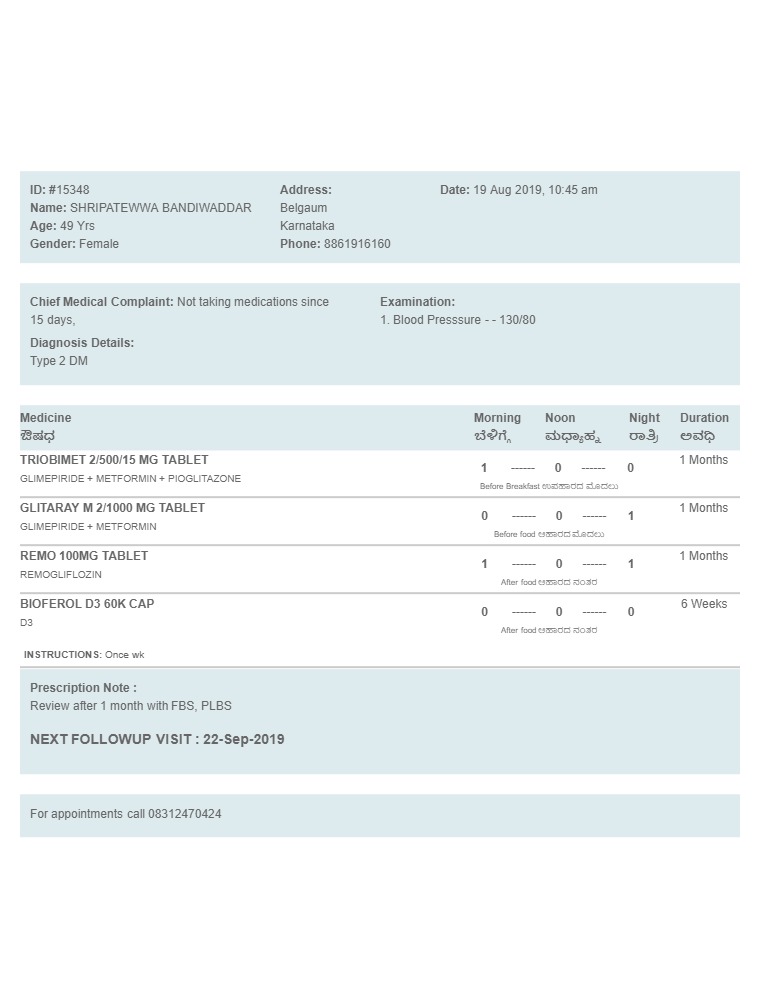 ID: #15348
Name: SHRIPATEWWA BANDIWADDAR
Age: 49 Yrs
Gender: Female
Address:
Belgaum
Karnataka
Phone: 8861916160
Date: 19 Aug 2019, 10:45 am
Chief Medical Complaint: Not taking medications since
15 days,
Diagnosis Details:
Type 2 DM
Examination:
1. Blood Presssure - - 130/80
Medicine Morning Noon Night Duration
ಔಷಧ ಬೆಳಿಗ್ಗೆ ಮಧ್ಯಾಹ್ನ ರಾತ್ರಿ ಅವಧಿ
TRIOBIMET 2/500/15 MG TABLET 1 ------ 0 ------ 0 1 Months
GLIMEPIRIDE + METFORMIN + PIOGLITAZONE
Before Breakfast ಉಪಹಾರದ ಮೊದಲು
GLITARAY M 2/1000 MG TABLET 0 ------ 0 ------ 1 1 Months
GLIMEPIRIDE + METFORMIN
Before food ಆಹಾರದ ಮೊದಲು
REMO 100MG TABLET 1 ------ 0 ------ 1 1 Months
REMOGLIFLOZIN
After food ಆಹಾರದ ನಂತರ
BIOFEROL D3 60K CAP 0 ------ 0 ------ 0 6 Weeks
D3
After food ಆಹಾರದ ನಂತರ
INSTRUCTIONS: Once wk
Prescription Note :
Review after 1 month with FBS, PLBS
NEXT FOLLOWUP VISIT : 22-Sep-2019
For appointments call 08312470424